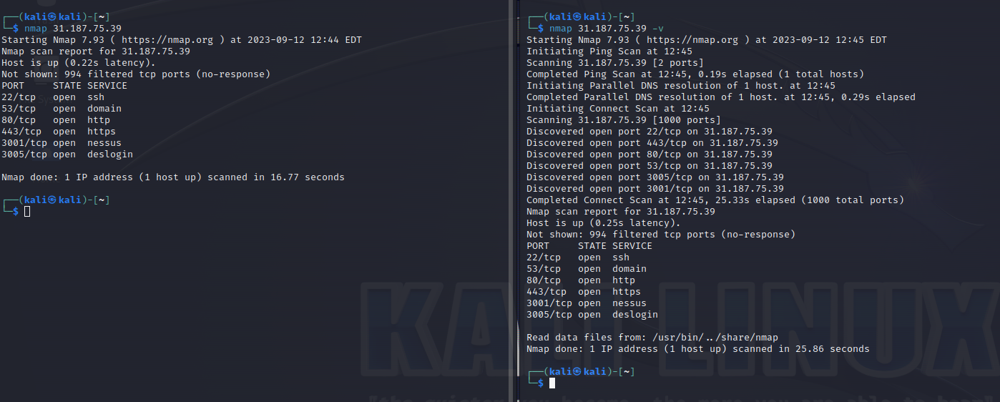 ┌──(kali㉿kali)-[~]
└─$ nmap 31.187.75.39
Starting Nmap 7.93 ( https://nmap.org ) at 2023-09-12 12:44 EDT
Nmap scan report for 31.187.75.39
Host is up (0.22s latency).
Not shown: 994 filtered tcp ports (no-response)
PORT     STATE SERVICE
22/tcp   open  ssh
53/tcp   open  domain
80/tcp   open  http
443/tcp  open  https
3001/tcp open  nessus
3005/tcp open  deslogin
Nmap done: 1 IP address (1 host up) scanned in 16.77 seconds
┌──(kali㉿kali)-[~]
└─$
┌──(kali㉿kali)-[~]
└─$ nmap 31.187.75.39 -v
Starting Nmap 7.93 ( https://nmap.org ) at 2023-09-12 12:45 EDT
Initiating Ping Scan at 12:45
Scanning 31.187.75.39 [2 ports]
Completed Ping Scan at 12:45, 0.19s elapsed (1 total hosts)
Initiating Parallel DNS resolution of 1 host. at 12:45
Completed Parallel DNS resolution of 1 host. at 12:45, 0.29s elapsed
Initiating Connect Scan at 12:45
Scanning 31.187.75.39 [1000 ports]
Discovered open port 22/tcp on 31.187.75.39
Discovered open port 443/tcp on 31.187.75.39
Discovered open port 80/tcp on 31.187.75.39
Discovered open port 53/tcp on 31.187.75.39
Discovered open port 3005/tcp on 31.187.75.39
Discovered open port 3001/tcp on 31.187.75.39
Completed Connect Scan at 12:45, 25.33s elapsed (1000 total ports)
Nmap scan report for 31.187.75.39
Host is up (0.25s latency).
Not shown: 994 filtered tcp ports (no-response)
PORT     STATE SERVICE
22/tcp   open  ssh
53/tcp   open  domain
80/tcp   open  http
443/tcp  open  https
3001/tcp open  nessus
3005/tcp open  deslogin
Read data files from: /usr/bin/../share/nmap
Nmap done: 1 IP address (1 host up) scanned in 25.86 seconds
┌──(kali㉿kali)-[~]
└─$
KALI LINUX